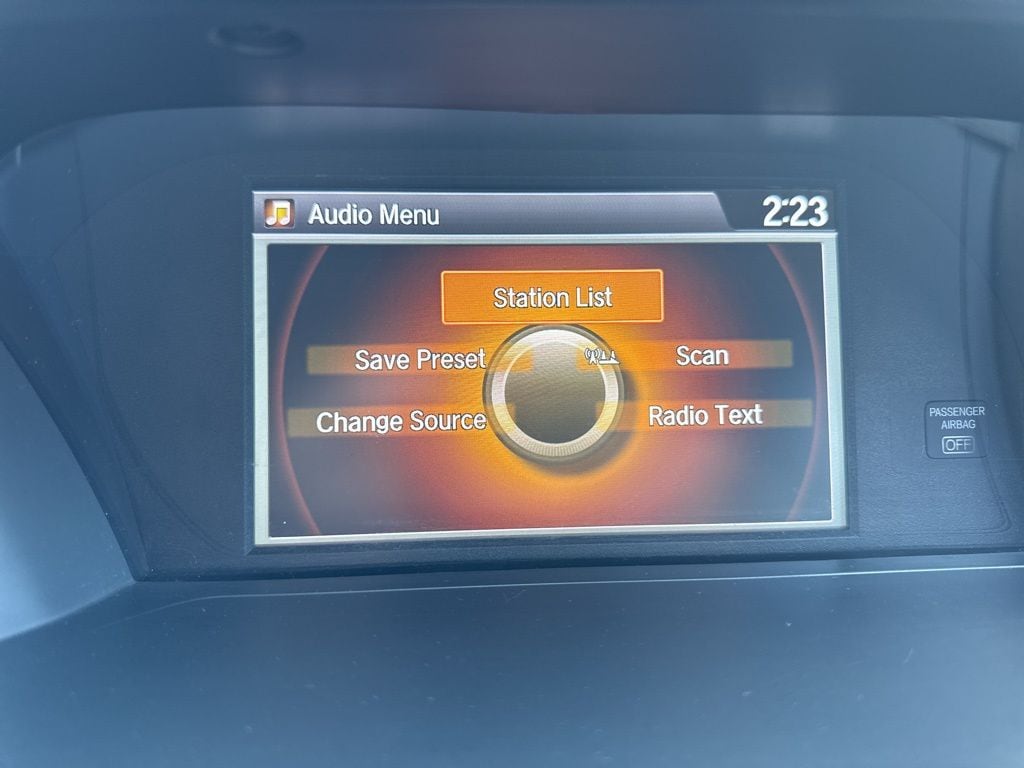 Audio Menu
2:23
Station List
Save Preset
Scan
Change Source
Radio Text
PASSENGER
AIRBAG
OFF